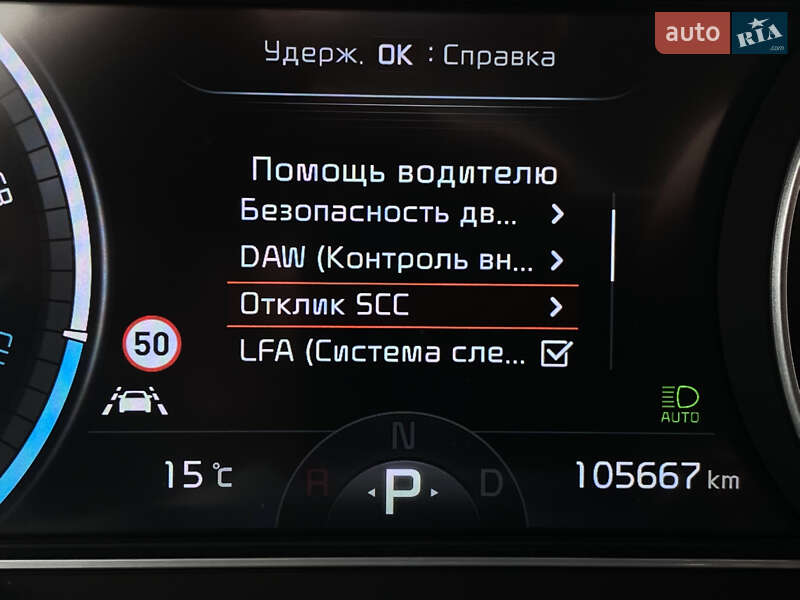 auto RIA.com
Удерж. OK : Справка
Помощь водителю
Безопасность дв...
DAW (Контроль вн...
Отклик SCC
LFA (Система сле...
50
AUTO
N
15 °C
R P D
105667 km